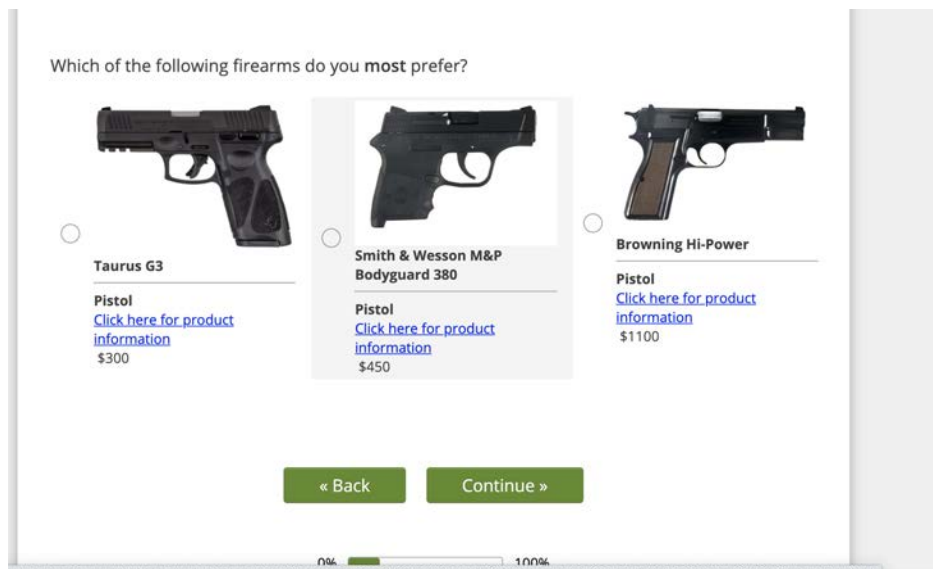 Which of the following firearms do you most prefer?
Taurus G3
Pistol
Click here for product
information
$300
Smith & Wesson M&P
Bodyguard 380
Pistol
Click here for product
information
$450
Browning Hi-Power
Pistol
Click here for product
information
$1100
« Back
Continue »
0%
100%